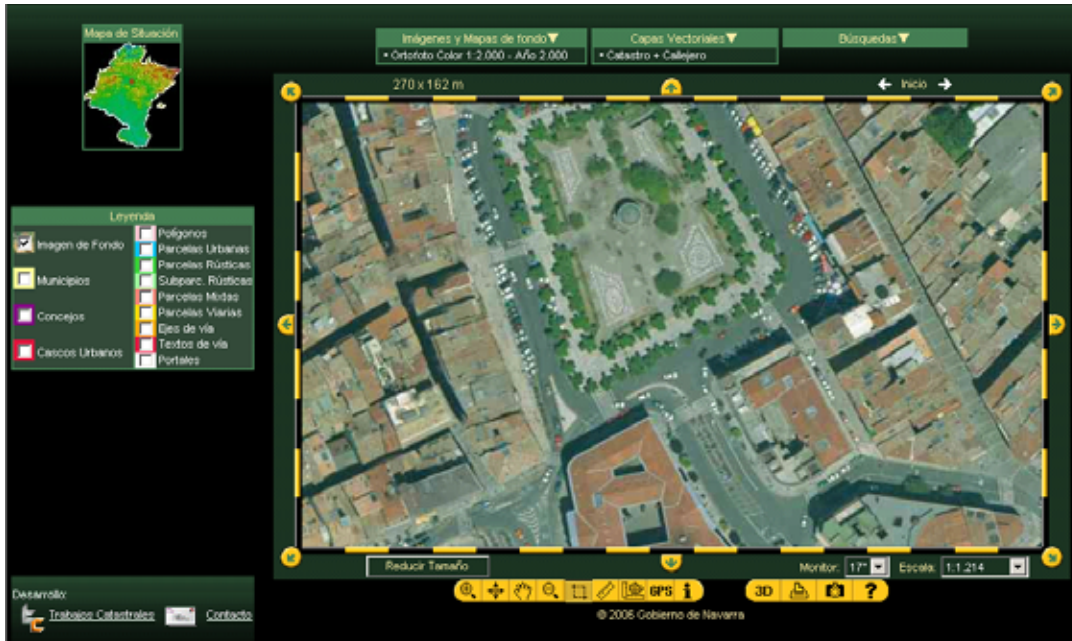 Mapa de Situación
Imágenes y Mapas de fondo
• Ortofoto Color 1:2.000 - Año 2.000
Capas Vectoriales
• Catastro + Callejero
Búsquedas
270 x 162 m
Inicio
Leyenda
Imagen de Fondo
Municipios
Concejos
Cascos Urbanos
Polígonos
Parcelas Urbanas
Parcelas Rústicas
Subparc. Rústicas
Parcelas Mixtas
Parcelas Viarias
Ejes de vía
Textos de vía
Portales
Reducir Tamaño
Monitor: 17"
Escala: 1:1.214
GPS
i
3D
?
Desarrollo:
Trabajos Catastrales
Contacto
© 2006 Gobierno de Navarra